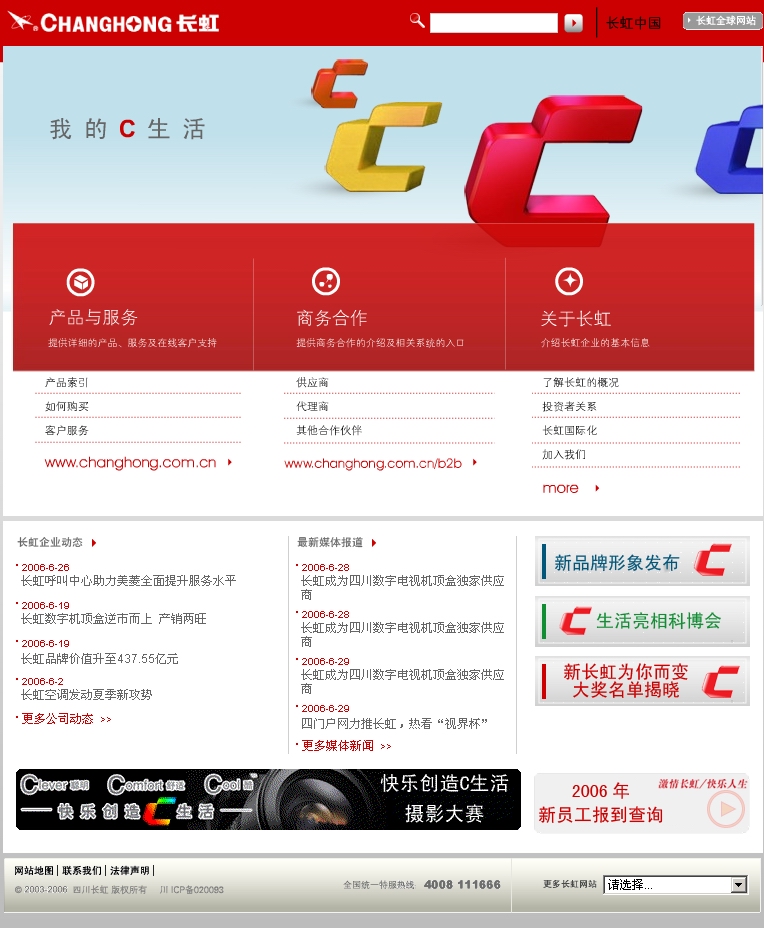 CHANGHONG 长虹
长虹中国
长虹全球网站
我的C生活
产品与服务
提供详细的产品、服务及在线客户支持
商务合作
提供商务合作的介绍及相关系统的入口
关于长虹
介绍长虹企业的基本信息
产品索引
如何购买
客户服务
www.changhong.com.cn
供应商
代理商
其他合作伙伴
www.changhong.com.cn/b2b
了解长虹的概况
投资者关系
长虹国际化
加入我们
more
长虹企业动态
2006-6-26
长虹呼叫中心助力美菱全面提升服务水平
2006-6-19
长虹数字机顶盒逆市而上 产销两旺
2006-6-19
长虹品牌价值升至437.55亿元
2006-6-2
长虹空调发动夏季新攻势
更多公司动态 >>
最新媒体报道
2006-6-28
长虹成为四川数字电视机顶盒独家供应
商
2006-6-28
长虹成为四川数字电视机顶盒独家供应
商
2006-6-29
长虹成为四川数字电视机顶盒独家供应
商
2006-6-29
四门户网力推长虹，热看“视界杯”
更多媒体新闻 >>
新品牌形象发布
生活亮相科博会
新长虹为你而变
大奖名单揭晓
Clever 聪明 Comfort 舒适 Cool 酷
快乐创造C生活
快乐创造C生活
摄影大赛
激情长虹/快乐人生
2006 年
新员工报到查询
网站地图 | 联系我们 | 法律声明 |
© 2003-2006 四川长虹 版权所有 川 ICP备020093
全国统一特服热线: 4008 111666
更多长虹网站
请选择...